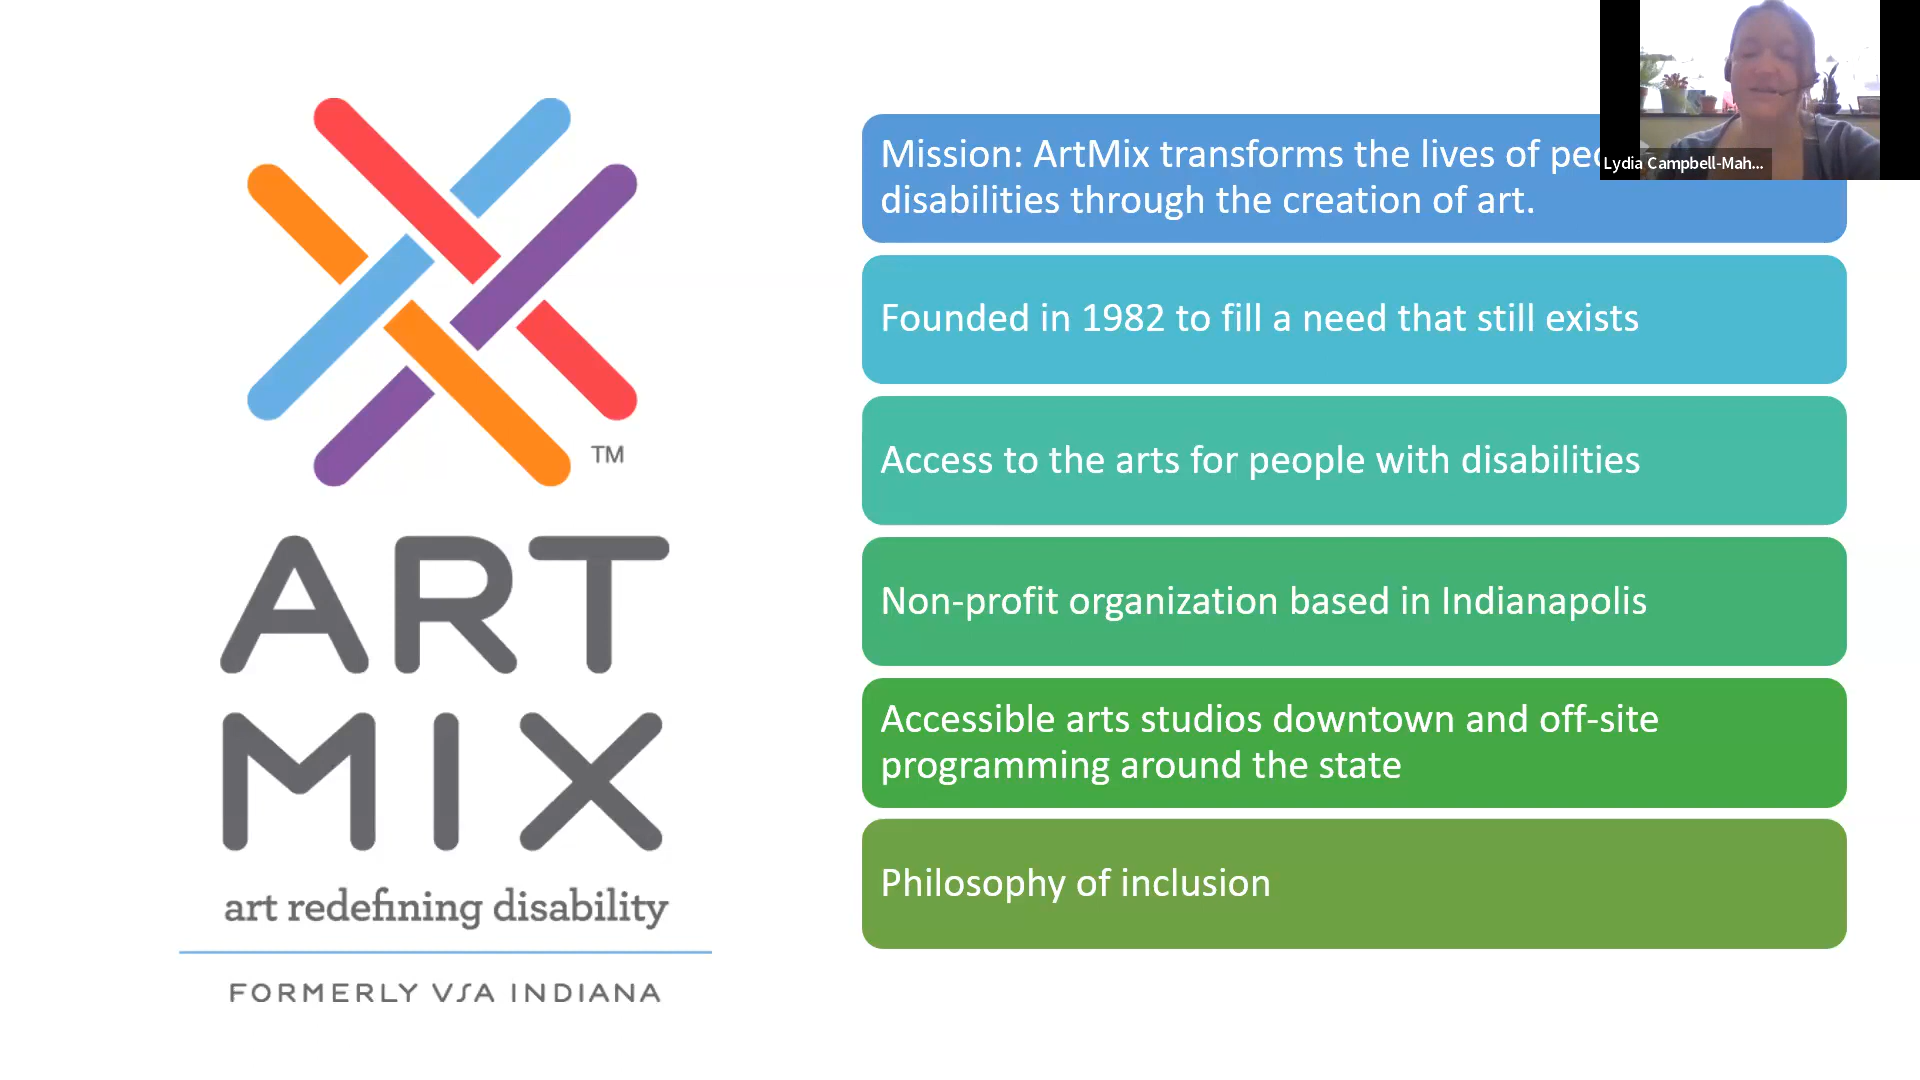 TM
ART
MIX
art redefining disability
FORMERLY VSA INDIANA
Mission: ArtMix transforms the lives of
disabilities through the creation of art.
Founded in 1982 to fill a need that still exists
Access to the arts for people with disabilities
Non-profit organization based in Indianapolis
Accessible arts studios downtown and off-site
programming around the state
Philosophy of inclusion
Lydia Campbell-Mah...